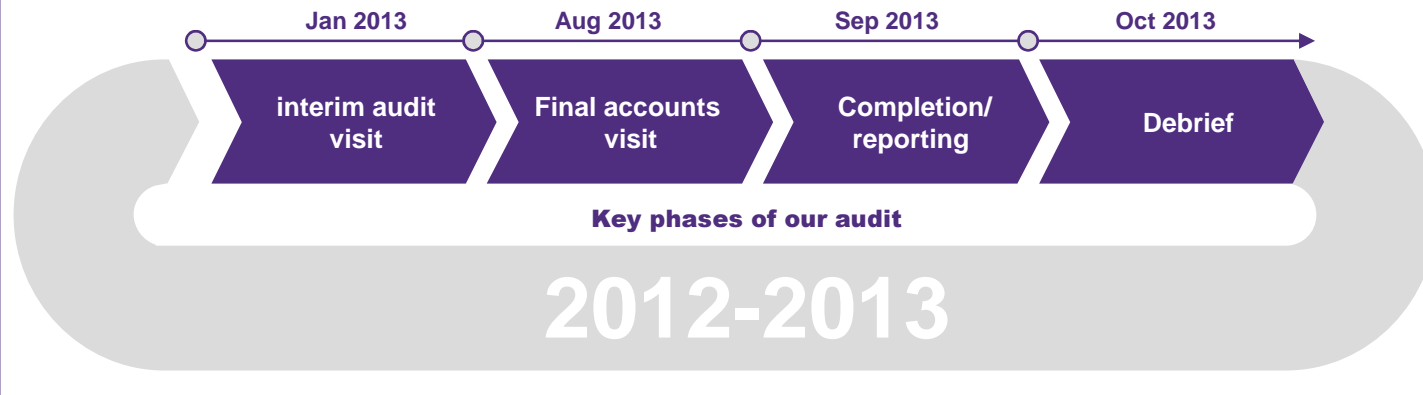 Jan 2013 Aug 2013 Sep 2013 Oct 2013
interim audit
visit
Final accounts
visit
Completion/
reporting
Debrief
Key phases of our audit
2012-2013